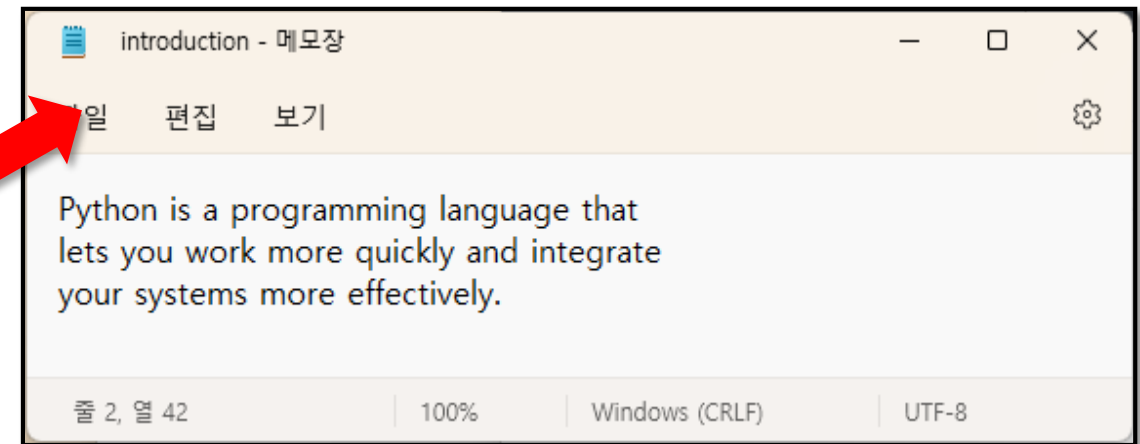 introduction - 메모장
편집 보기
Python is a programming language that
lets you work more quickly and integrate
your systems more effectively.
줄 2, 열 42 100% Windows (CRLF) UTF-8